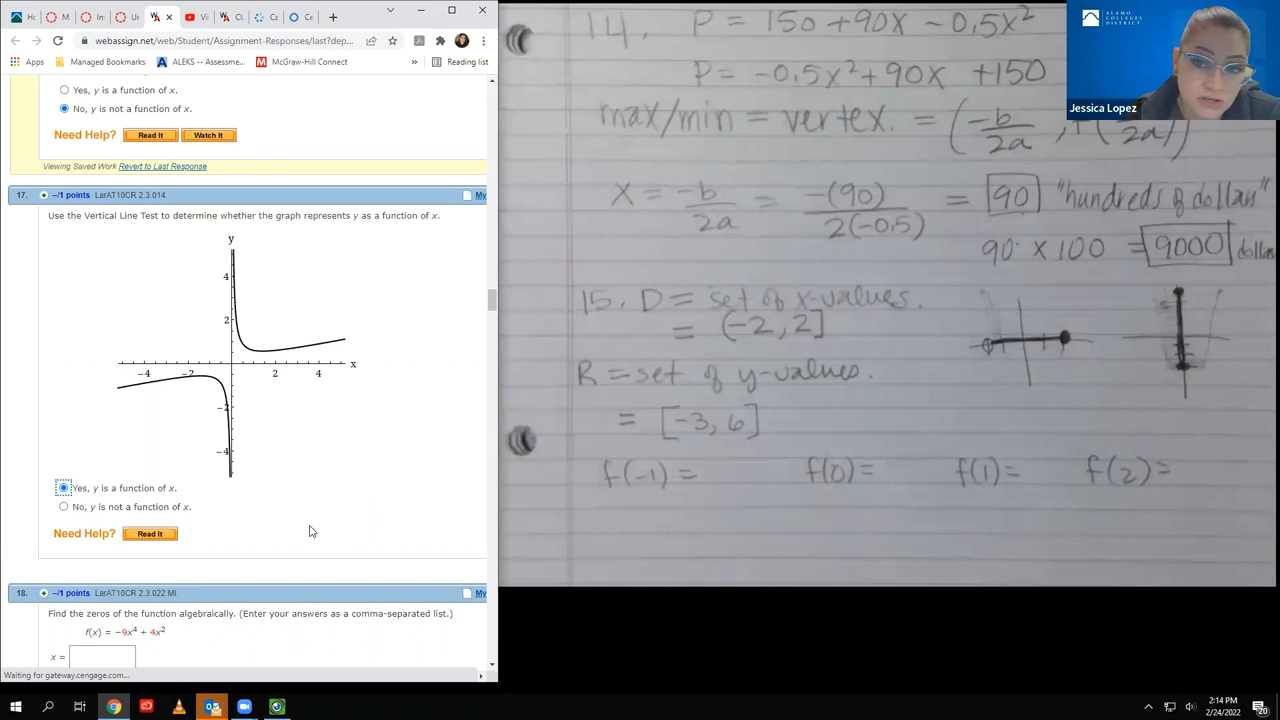 webassign.net/web/Student/Assignment-Responses/last?dep...
Apps
Managed Bookmarks
ALEKS -- Assessme...
McGraw-Hill Connect
»
Reading list
Yes, y is a function of x.
No, y is not a function of x.
Need Help? Read It Watch It
Viewing Saved Work Revert to Last Response
17. –/1 points LarAT10CR 2.3.014. My
Use the Vertical Line Test to determine whether the graph represents y as a function of x.
y
4
2
x
−4 −2 2 4
−2
−4
Yes, y is a function of x.
No, y is not a function of x.
Need Help? Read It
18. –/1 points LarAT10CR 2.3.022.MI. My
Find the zeros of the function algebraically. (Enter your answers as a comma-separated list.)
f(x) = −9x⁴ + 4x²
x =
Waiting for gateway.cengage.com...
14. P = 150 + 90x − 0.5x²
P = −0.5x² + 90x + 150
max/min = vertex. = (−b/2a,
2a)
x = −b/2a = −(90)/2(−0.5) = 90 "hundreds of dollars"
90 × 100 = 9000 dollars
15. D = set of x-values.
= (−2, 2]
R = set of y-values.
= [−3, 6]
f(−1) = f(0) = f(1) = f(2) =
ALAMO
COLLEGES
DISTRICT
Jessica Lopez
2:14 PM
2/24/2022
20